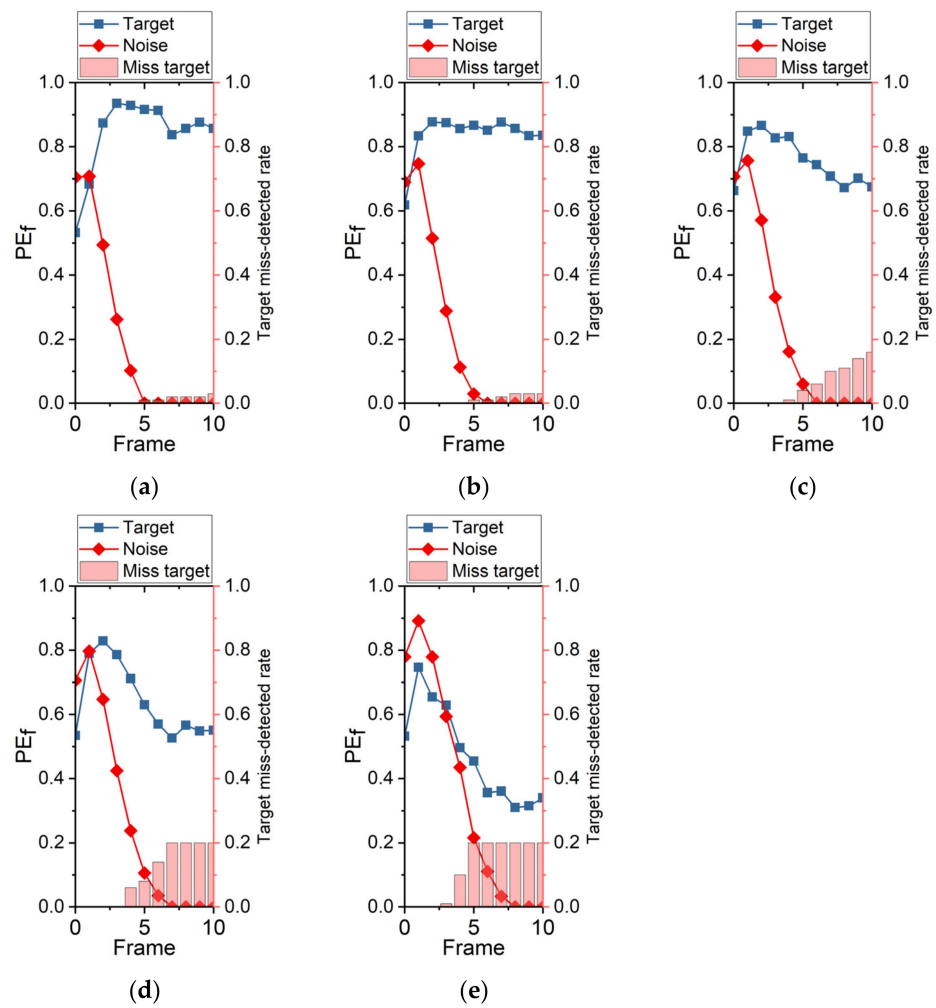 Target
Noise
Miss target
1.0
0.8
0.6
0.4
0.2
0.0
PEf
1.0
0.8
0.6
0.4
0.2
0.0
Target miss-detected rate
0 5 10
Frame
(a)
Target
Noise
Miss target
1.0
0.8
0.6
0.4
0.2
0.0
PEf
1.0
0.8
0.6
0.4
0.2
0.0
Target miss-detected rate
0 5 10
Frame
(b)
Target
Noise
Miss target
1.0
0.8
0.6
0.4
0.2
0.0
PEf
1.0
0.8
0.6
0.4
0.2
0.0
Target miss-detected rate
0 5 10
Frame
(c)
Target
Noise
Miss target
1.0
0.8
0.6
0.4
0.2
0.0
PEf
1.0
0.8
0.6
0.4
0.2
0.0
Target miss-detected rate
0 5 10
Frame
(d)
Target
Noise
Miss target
1.0
0.8
0.6
0.4
0.2
0.0
PEf
1.0
0.8
0.6
0.4
0.2
0.0
Target miss-detected rate
0 5 10
Frame
(e)